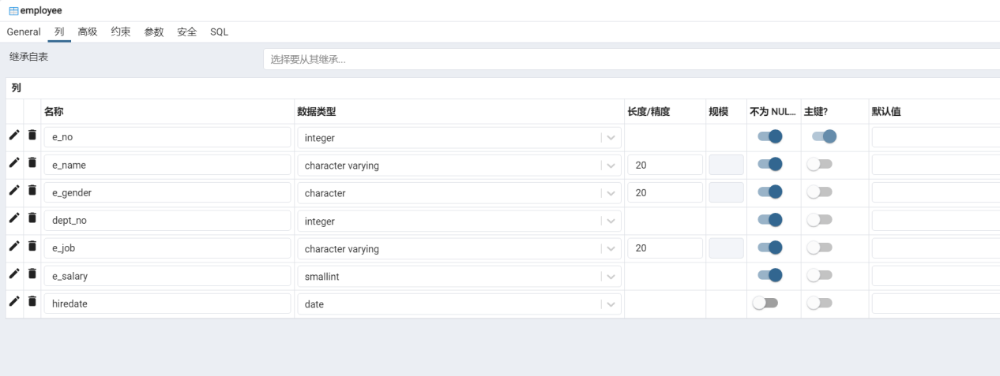 employee
General 列 高级 约束 参数 安全 SQL
继承自表 选择要从其继承...
列
名称 数据类型 长度/精度 规模 不为 NUL... 主键? 默认值
e_no integer
e_name character varying 20
e_gender character 20
dept_no integer
e_job character varying 20
e_salary smallint
hiredate date